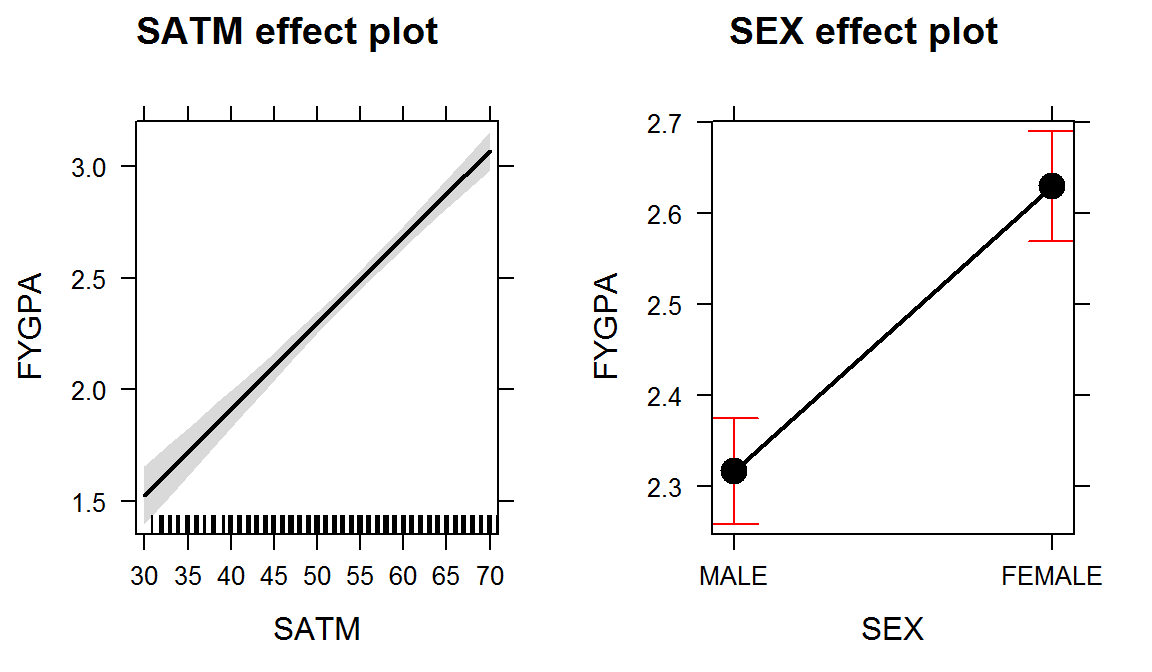 SATM effect plot
FYGPA
3.0
2.5
2.0
1.5
30 35 40 45 50 55 60 65 70
SATM
SEX effect plot
FYGPA
2.7
2.6
2.5
2.4
2.3
MALE FEMALE
SEX